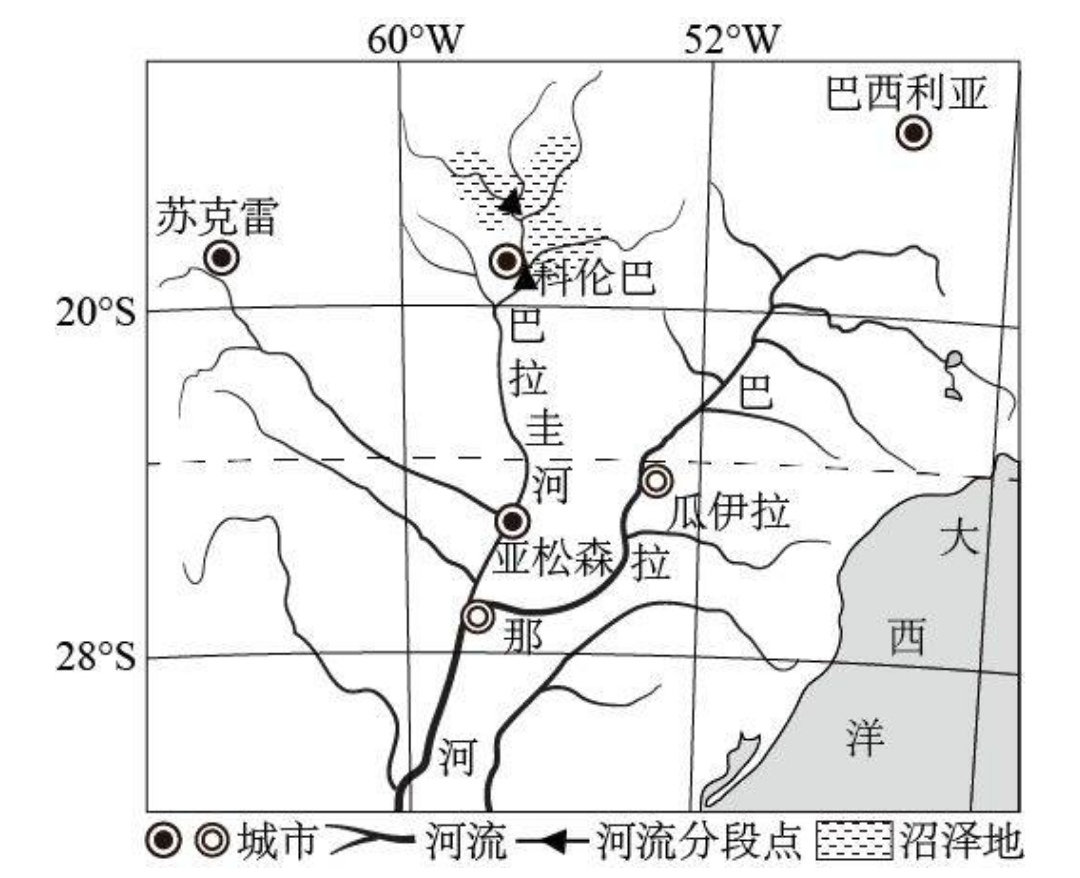 60°W
52°W
巴西利亚
苏克雷
科伦巴
20°S
巴
拉
圭
河
巴
瓜伊拉
亚松森
拉
大
那
28°S
西
河
洋
城市
河流
河流分段点
沼泽地